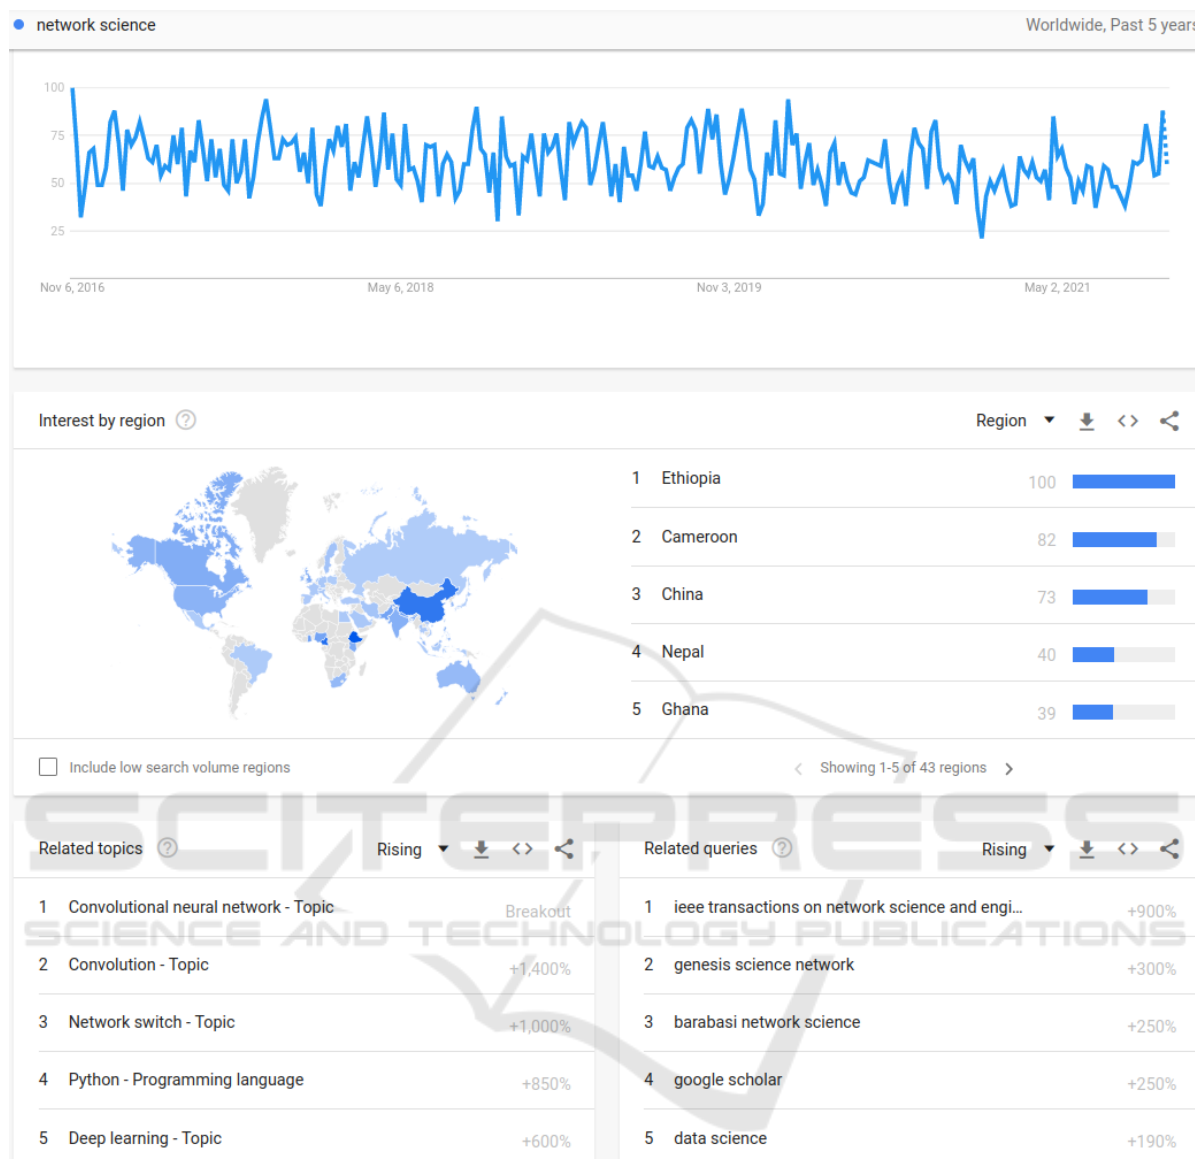 network science
Worldwide, Past 5 years
100
75
50
25
Nov 6, 2016
May 6, 2018
Nov 3, 2019
May 2, 2021
Interest by region ?
Region
1 Ethiopia 100
2 Cameroon 82
3 China 73
4 Nepal 40
5 Ghana 39
Include low search volume regions
Showing 1-5 of 43 regions
SCITEPRESS
SCIENCE AND TECHNOLOGY PUBLICATIONS
Related topics ?
Rising
1 Convolutional neural network - Topic Breakout
2 Convolution - Topic +1,400%
3 Network switch - Topic +1,000%
4 Python - Programming language +850%
5 Deep learning - Topic +600%
Related queries ?
Rising
1 ieee transactions on network science and engi... +900%
2 genesis science network +300%
3 barabasi network science +250%
4 google scholar +250%
5 data science +190%